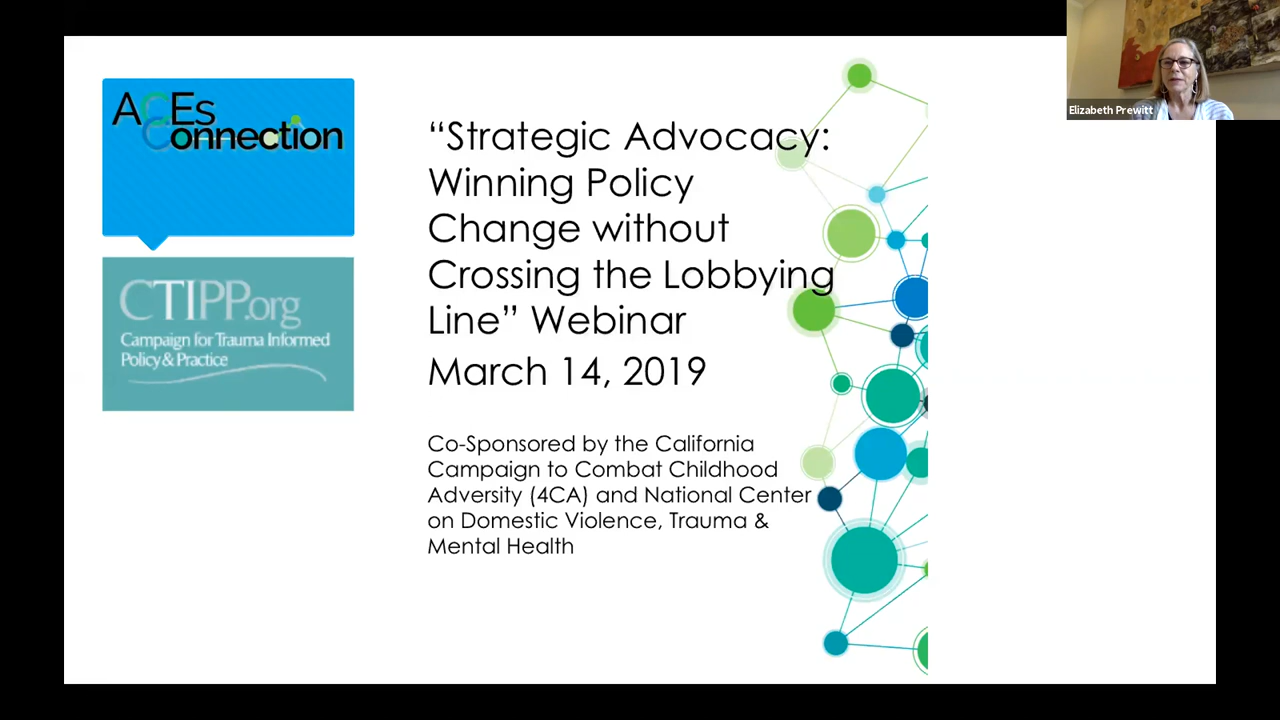 ACEs
Connection
CTIPP.org
Campaign for Trauma Informed
Policy & Practice
“Strategic Advocacy:
Winning Policy
Change without
Crossing the Lobbying
Line” Webinar
March 14, 2019
Co-Sponsored by the California
Campaign to Combat Childhood
Adversity (4CA) and National Center
on Domestic Violence, Trauma &
Mental Health
Elizabeth Prewitt